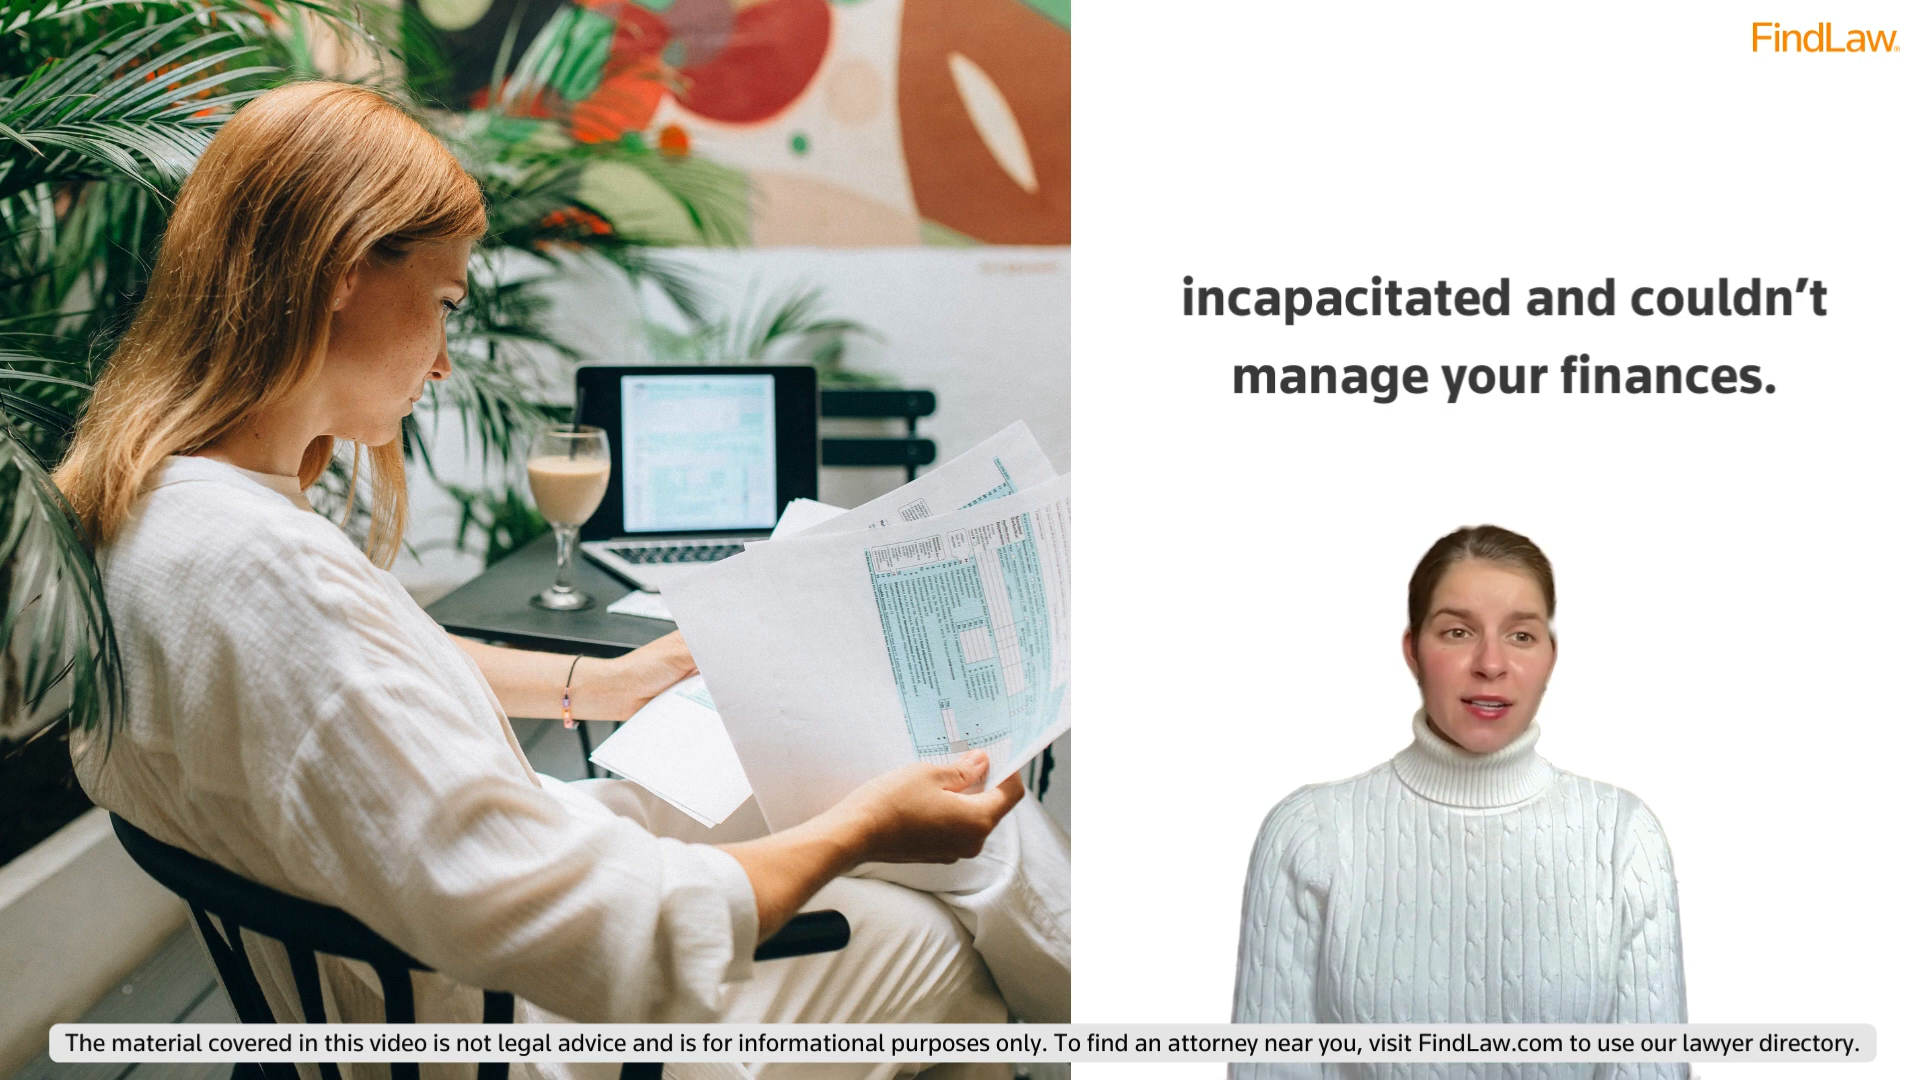 FindLaw.
incapacitated and couldn’t
manage your finances.
The material covered in this video is not legal advice and is for informational purposes only. To find an attorney near you, visit FindLaw.com to use our lawyer directory.